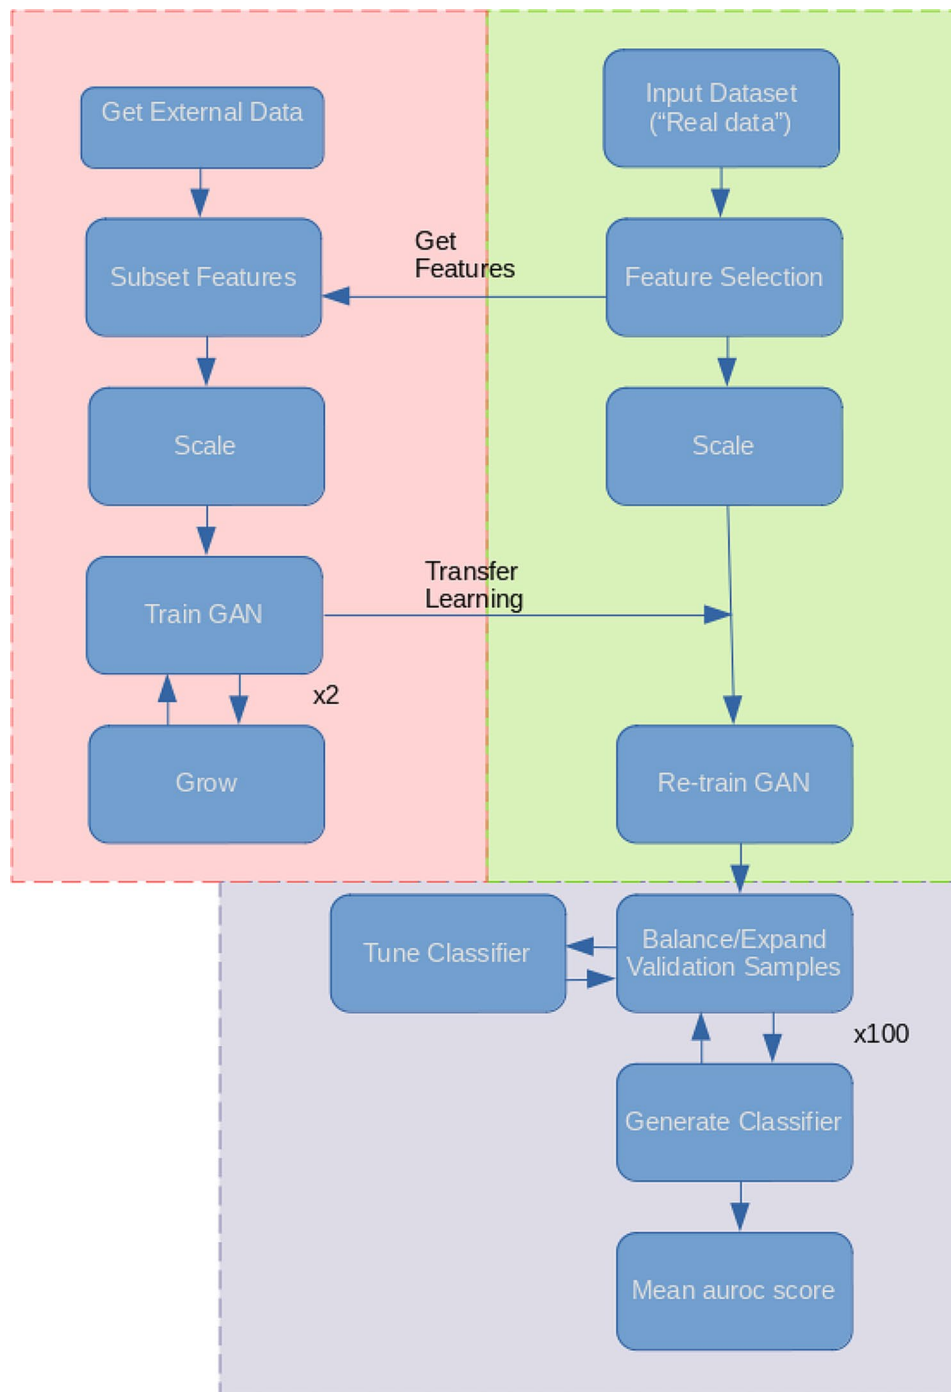 Get External Data
Input Dataset
(“Real data”)
Get
Features
Subset Features
Feature Selection
Scale
Scale
Transfer
Learning
Train GAN
x2
Grow
Re-train GAN
Tune Classifier
Balance/Expand
Validation Samples
x100
Generate Classifier
Mean auroc score